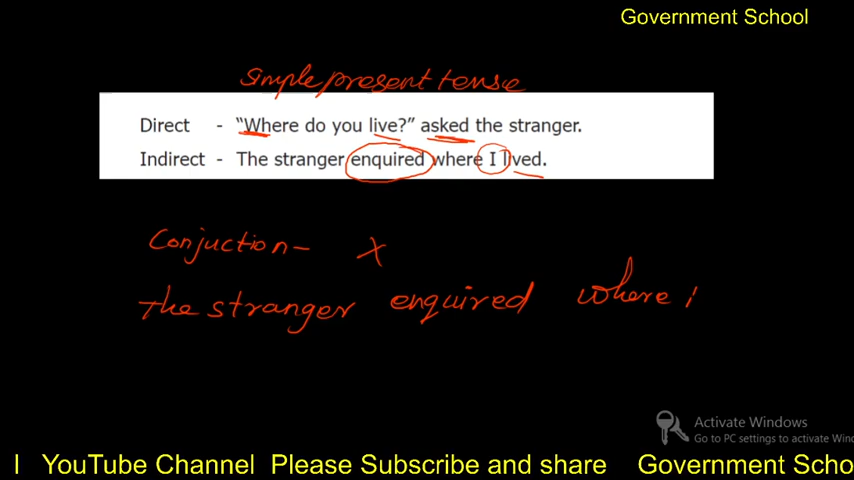 Government School
Simple present tense
Direct - “Where do you live?” asked the stranger.
Indirect - The stranger enquired where I lived.
Conjuction- X
The stranger enquired where i
Activate Windows
Go to PC settings to activate Wind
l YouTube Channel Please Subscribe and share Government Scho